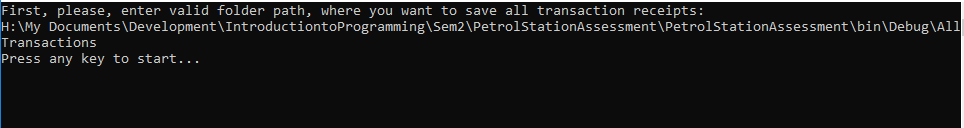 First, please, enter valid folder path, where you want to save all transaction receipts:
H:\My Documents\Development\IntroductiontoProgramming\Sem2\PetrolStationAssessment\PetrolStationAssessment\bin\Debug\All
Transactions
Press any key to start...